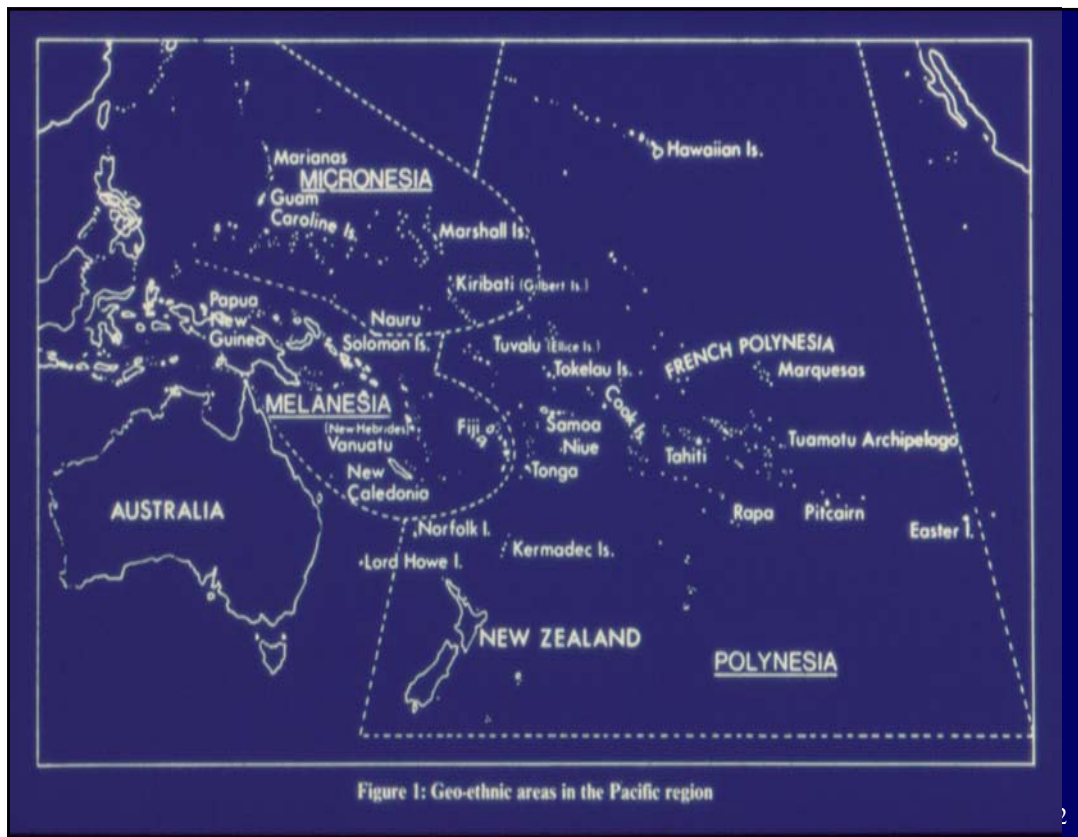 Hawaiian Is.
Marianas
MICRONESIA
Guam
Caroline Is.
Marshall Is.
Kiribati (Gilbert Is.)
Papua
New
Guinea
Nauru
Solomon Is.
Tuvalu (Ellice Is.)
FRENCH POLYNESIA
Tokelau Is.
Marquesas
MELANESIA
Cook Is.
(New Hebrides)
Vanuatu
Fiji
Samoa
Niue
Tahiti
Tuamotu Archipelago
New
Caledonia
Tonga
AUSTRALIA
Rapa
Pitcairn
Norfolk I.
Easter I.
Kermadec Is.
Lord Howe I.
NEW ZEALAND
POLYNESIA
Figure 1: Geo-ethnic areas in the Pacific region
2